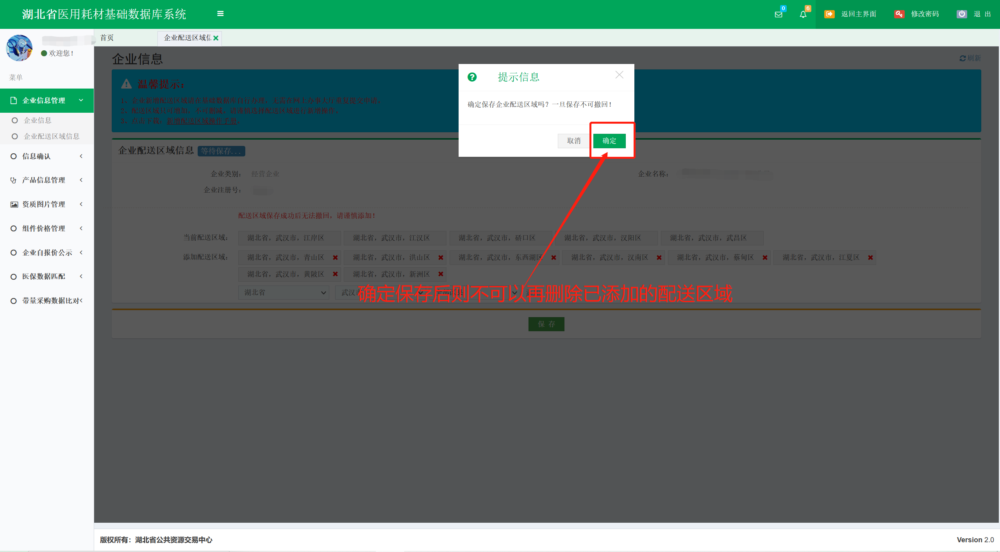 湖北省医用耗材基础数据库系统
0
6
返回主界面
修改密码
退 出
欢迎您！
菜单
企业信息管理
企业信息
企业配送区域信息
信息确认
产品信息管理
资质图片管理
组件价格管理
企业自报价公示
医保数据匹配
带量采购数据比对
首页
企业配送区域信
企业信息
刷新
温馨提示：
1、企业新增配送区域请在基础数据库自行办理，无需在网上办事大厅重复提交申请。
2、配送区域只可增加，不可删减。请谨慎选择配送区域进行新增操作。
3、点击下载：新增配送区域操作手册。
提示信息
确定保存企业配送区域吗？一旦保存不可撤回！
取消
确定
企业配送区域信息 等待保存...
企业类别： 经营企业
企业名称：
企业注册号：
配送区域保存成功后无法撤回，请谨慎添加！
当前配送区域： 湖北省，武汉市，江岸区 湖北省，武汉市，江汉区 湖北省，武汉市，硚口区 湖北省，武汉市，汉阳区 湖北省，武汉市，武昌区
添加配送区域： 湖北省，武汉市，青山区 湖北省，武汉市，洪山区 湖北省，武汉市，东西湖区 湖北省，武汉市，汉南区 湖北省，武汉市，蔡甸区 湖北省，武汉市，江夏区
湖北省，武汉市，黄陂区 湖北省，武汉市，新洲区
湖北省 武汉市
确定保存后则不可以再删除已添加的配送区域
保 存
版权所有：湖北省公共资源交易中心
Version 2.0